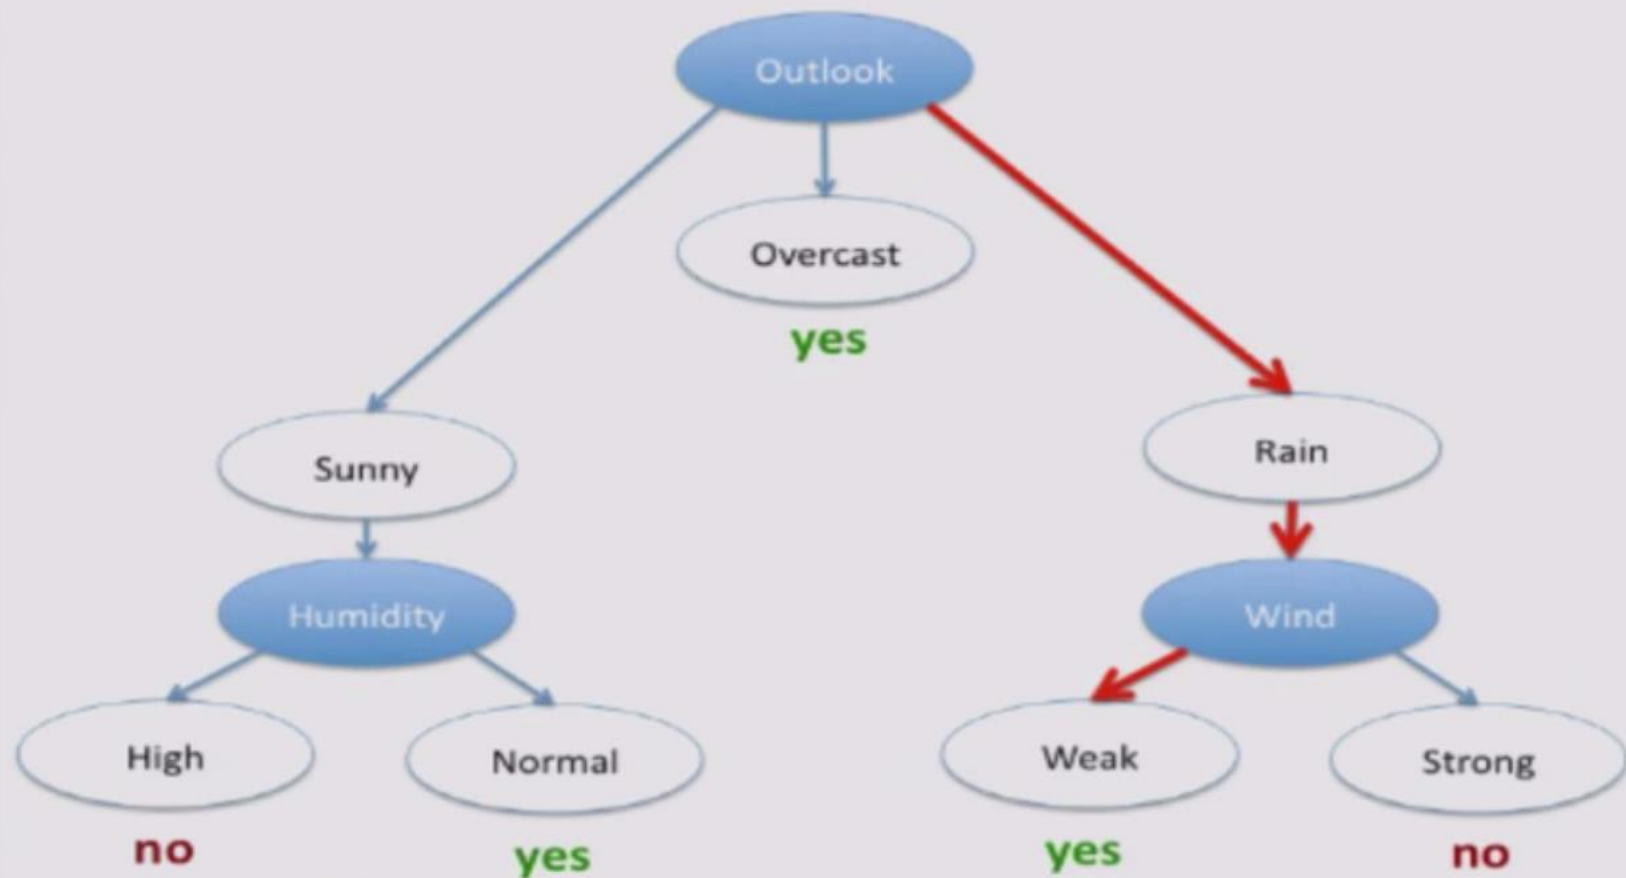 Outlook
Overcast
yes
Sunny
Rain
Humidity
Wind
High
Normal
Weak
Strong
no
yes
yes
no